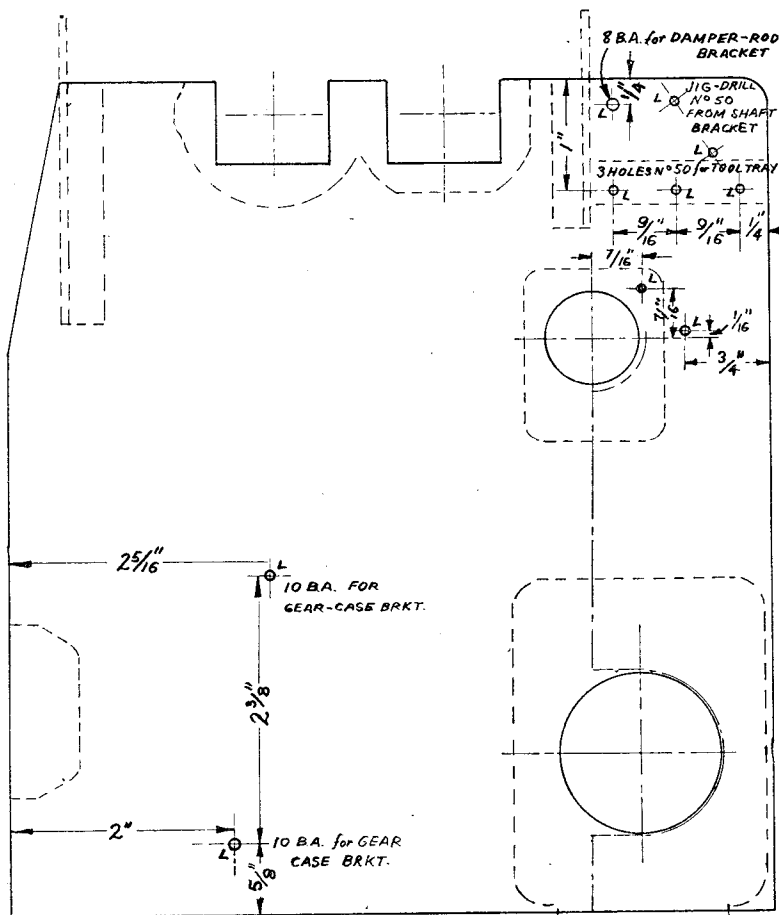 8 B.A. for DAMPER-ROD
BRACKET
1/4"
L
JIG-DRILL
Nº 50
FROM SHAFT
BRACKET
L
L
1"
3 HOLES Nº 50 for TOOL TRAY
L
L
L
9/16"
9/16"
1/4"
7/16"
L
7/16"
L
1/16"
3/4"
2 5/16"
L
10 B.A. FOR
GEAR-CASE BRKT.
2 3/8"
2"
L
10 B.A. for GEAR
CASE BRKT.
5/8"